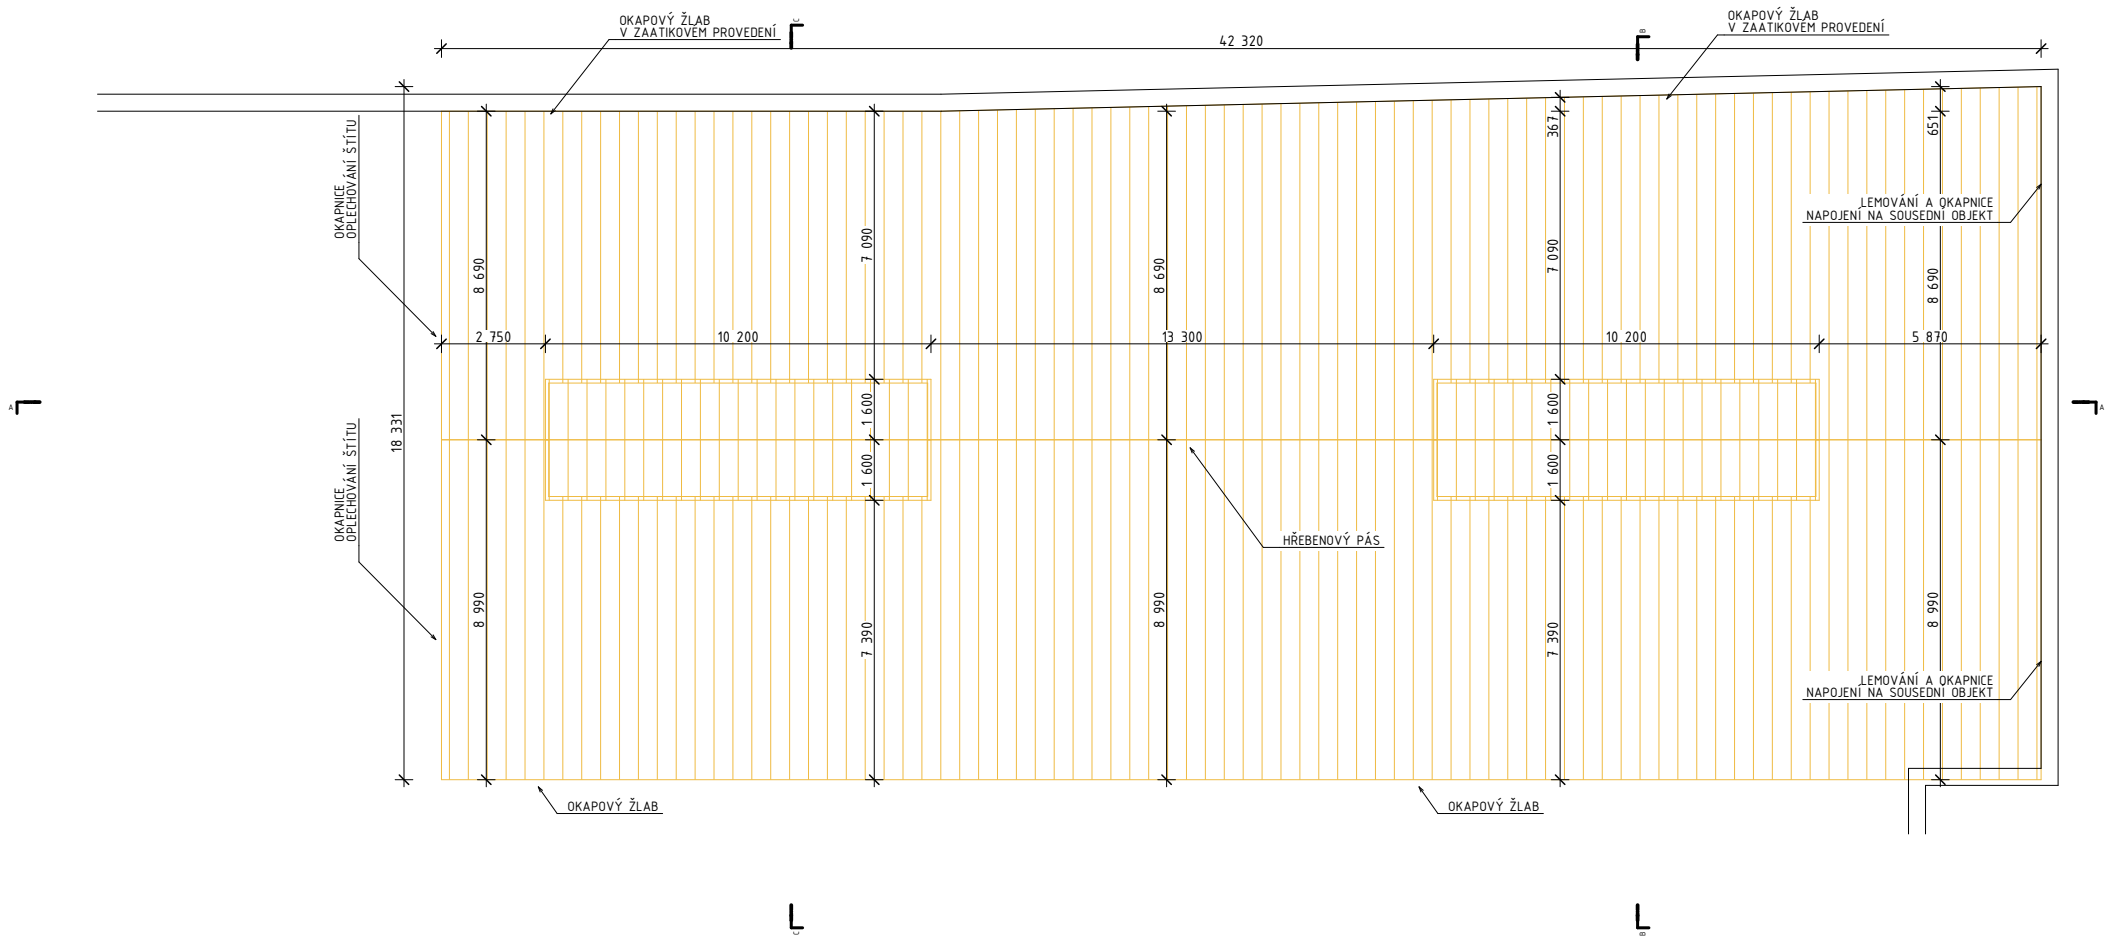 OKAPOVÝ ŽLAB
V ZAATIKOVÉM PROVEDENÍ
C
42 320
B
OKAPOVÝ ŽLAB
V ZAATIKOVÉM PROVEDENÍ
OKAPNICE
OPLECHOVÁNÍ ŠTÍTU
367
651
LEMOVÁNÍ A OKAPNICE
NAPOJENÍ NA SOUSEDNÍ OBJEKT
8 690
7 090
8 690
7 090
8 690
2 750
10 200
13 300
10 200
5 870
A
A
18 331
1 600
1 600
1 600
1 600
OKAPNICE
OPLECHOVÁNÍ ŠTÍTU
HŘEBENOVÝ PÁS
8 990
7 390
8 990
7 390
8 990
LEMOVÁNÍ A OKAPNICE
NAPOJENÍ NA SOUSEDNÍ OBJEKT
OKAPOVÝ ŽLAB
OKAPOVÝ ŽLAB
C
B